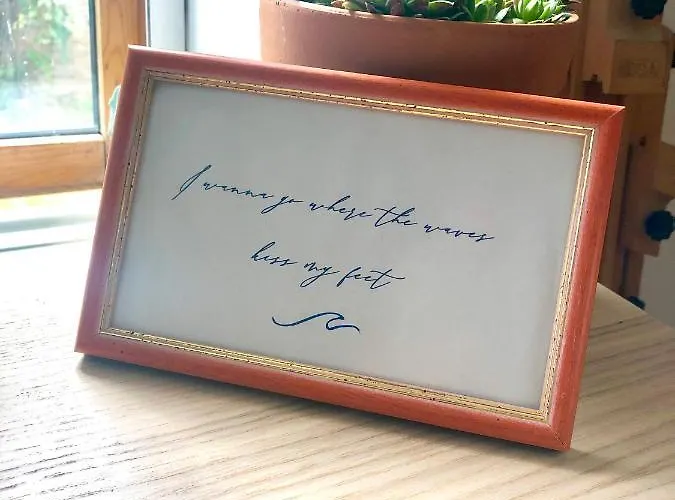 I wanna go where the waves
kiss my feet